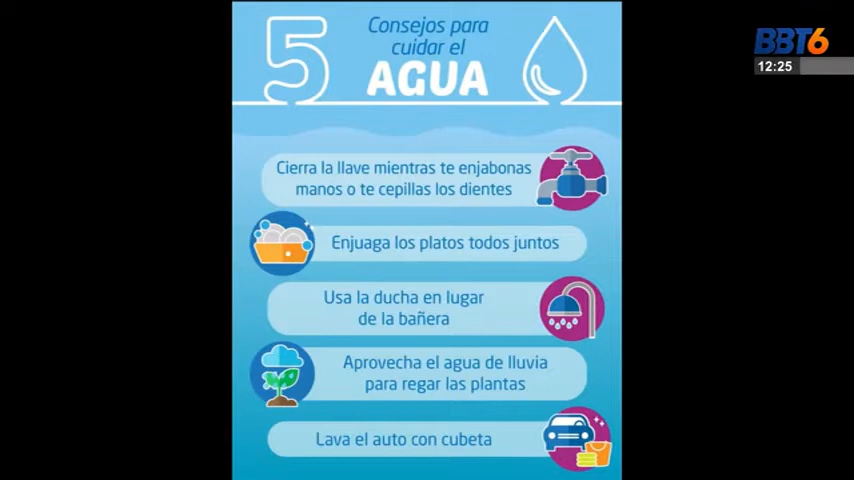 5
Consejos para
cuidar el
AGUA
BBT6
12:25
Cierra la llave mientras te enjabonas
manos o te cepillas los dientes
Enjuaga los platos todos juntos
Usa la ducha en lugar
de la bañera
Aprovecha el agua de lluvia
para regar las plantas
Lava el auto con cubeta